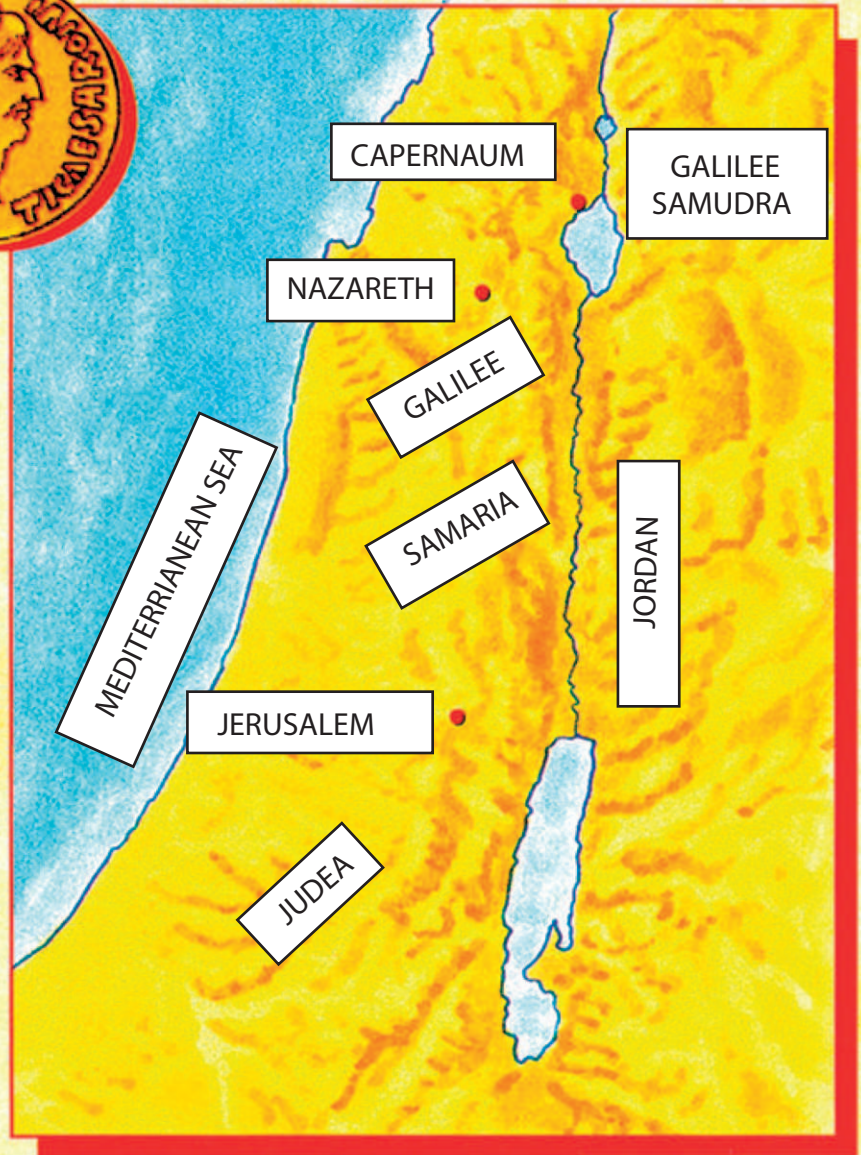 CAPERNAUM
GALILEE
SAMUDRA
NAZARETH
GALILEE
SAMARIA
MEDITERRIANEAN SEA
JORDAN
JERUSALEM
JUDEA